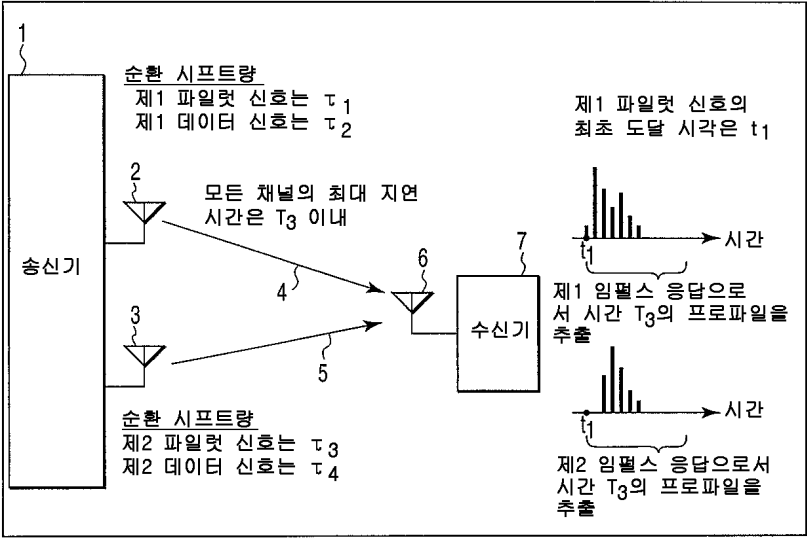 1
순환 시프트량
제1 파일럿 신호는 τ1
제1 데이터 신호는 τ2
2
모든 채널의 최대 지연
시간은 T3 이내
송신기
4
3
5
순환 시프트량
제2 파일럿 신호는 τ3
제2 데이터 신호는 τ4
6
7
수신기
제1 파일럿 신호의
최초 도달 시각은 t1
시간
t1
제1 임펄스 응답으로
서 시간 T3의 프로파일을
추출
시간
t1
제2 임펄스 응답으로서
시간 T3의 프로파일을
추출